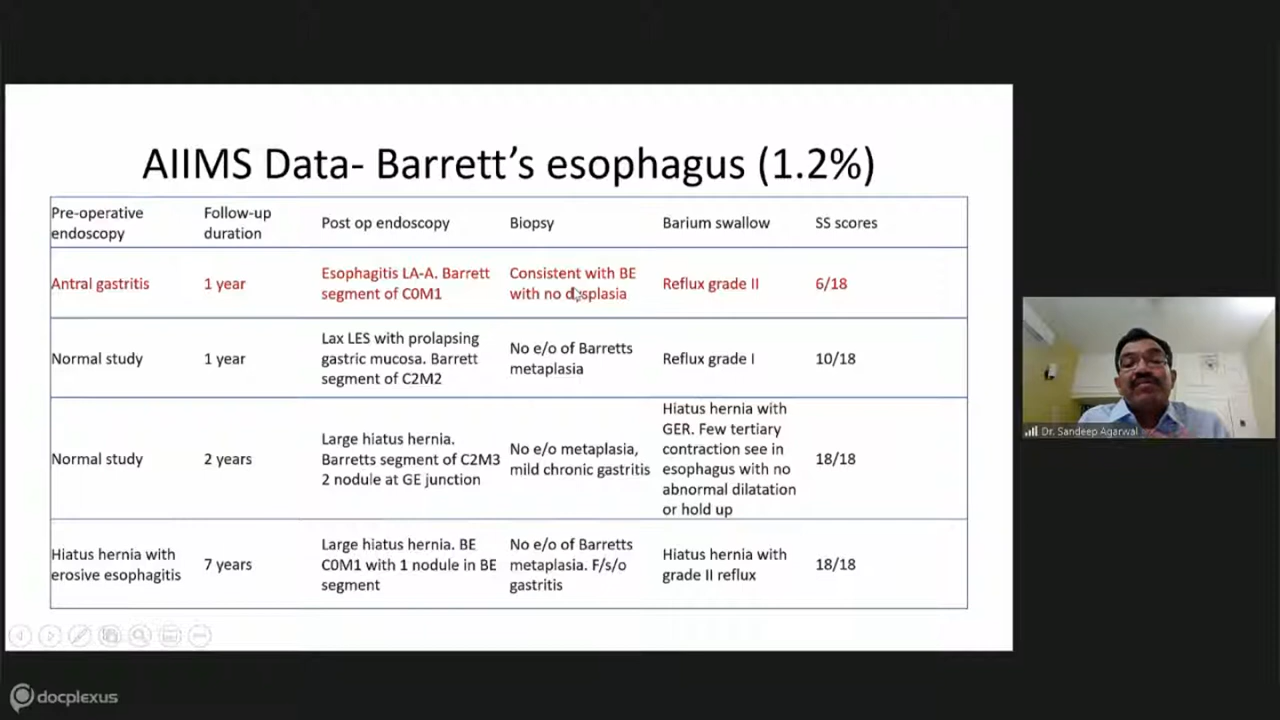 AIIMS Data- Barrett’s esophagus (1.2%)
Pre-operative
endoscopy
Follow-up
duration
Post op endoscopy
Biopsy
Barium swallow
SS scores
Antral gastritis
1 year
Esophagitis LA-A. Barrett
segment of C0M1
Consistent with BE
with no dysplasia
Reflux grade II
6/18
Normal study
1 year
Lax LES with prolapsing
gastric mucosa. Barrett
segment of C2M2
No e/o of Barretts
metaplasia
Reflux grade I
10/18
Normal study
2 years
Large hiatus hernia.
Barretts segment of C2M3
2 nodule at GE junction
No e/o metaplasia,
mild chronic gastritis
Hiatus hernia with
GER. Few tertiary
contraction see in
esophagus with no
abnormal dilatation
or hold up
18/18
Hiatus hernia with
erosive esophagitis
7 years
Large hiatus hernia. BE
C0M1 with 1 nodule in BE
segment
No e/o of Barretts
metaplasia. F/s/o
gastritis
Hiatus hernia with
grade II reflux
18/18
Dr. Sandeep Agarwal
docplexus